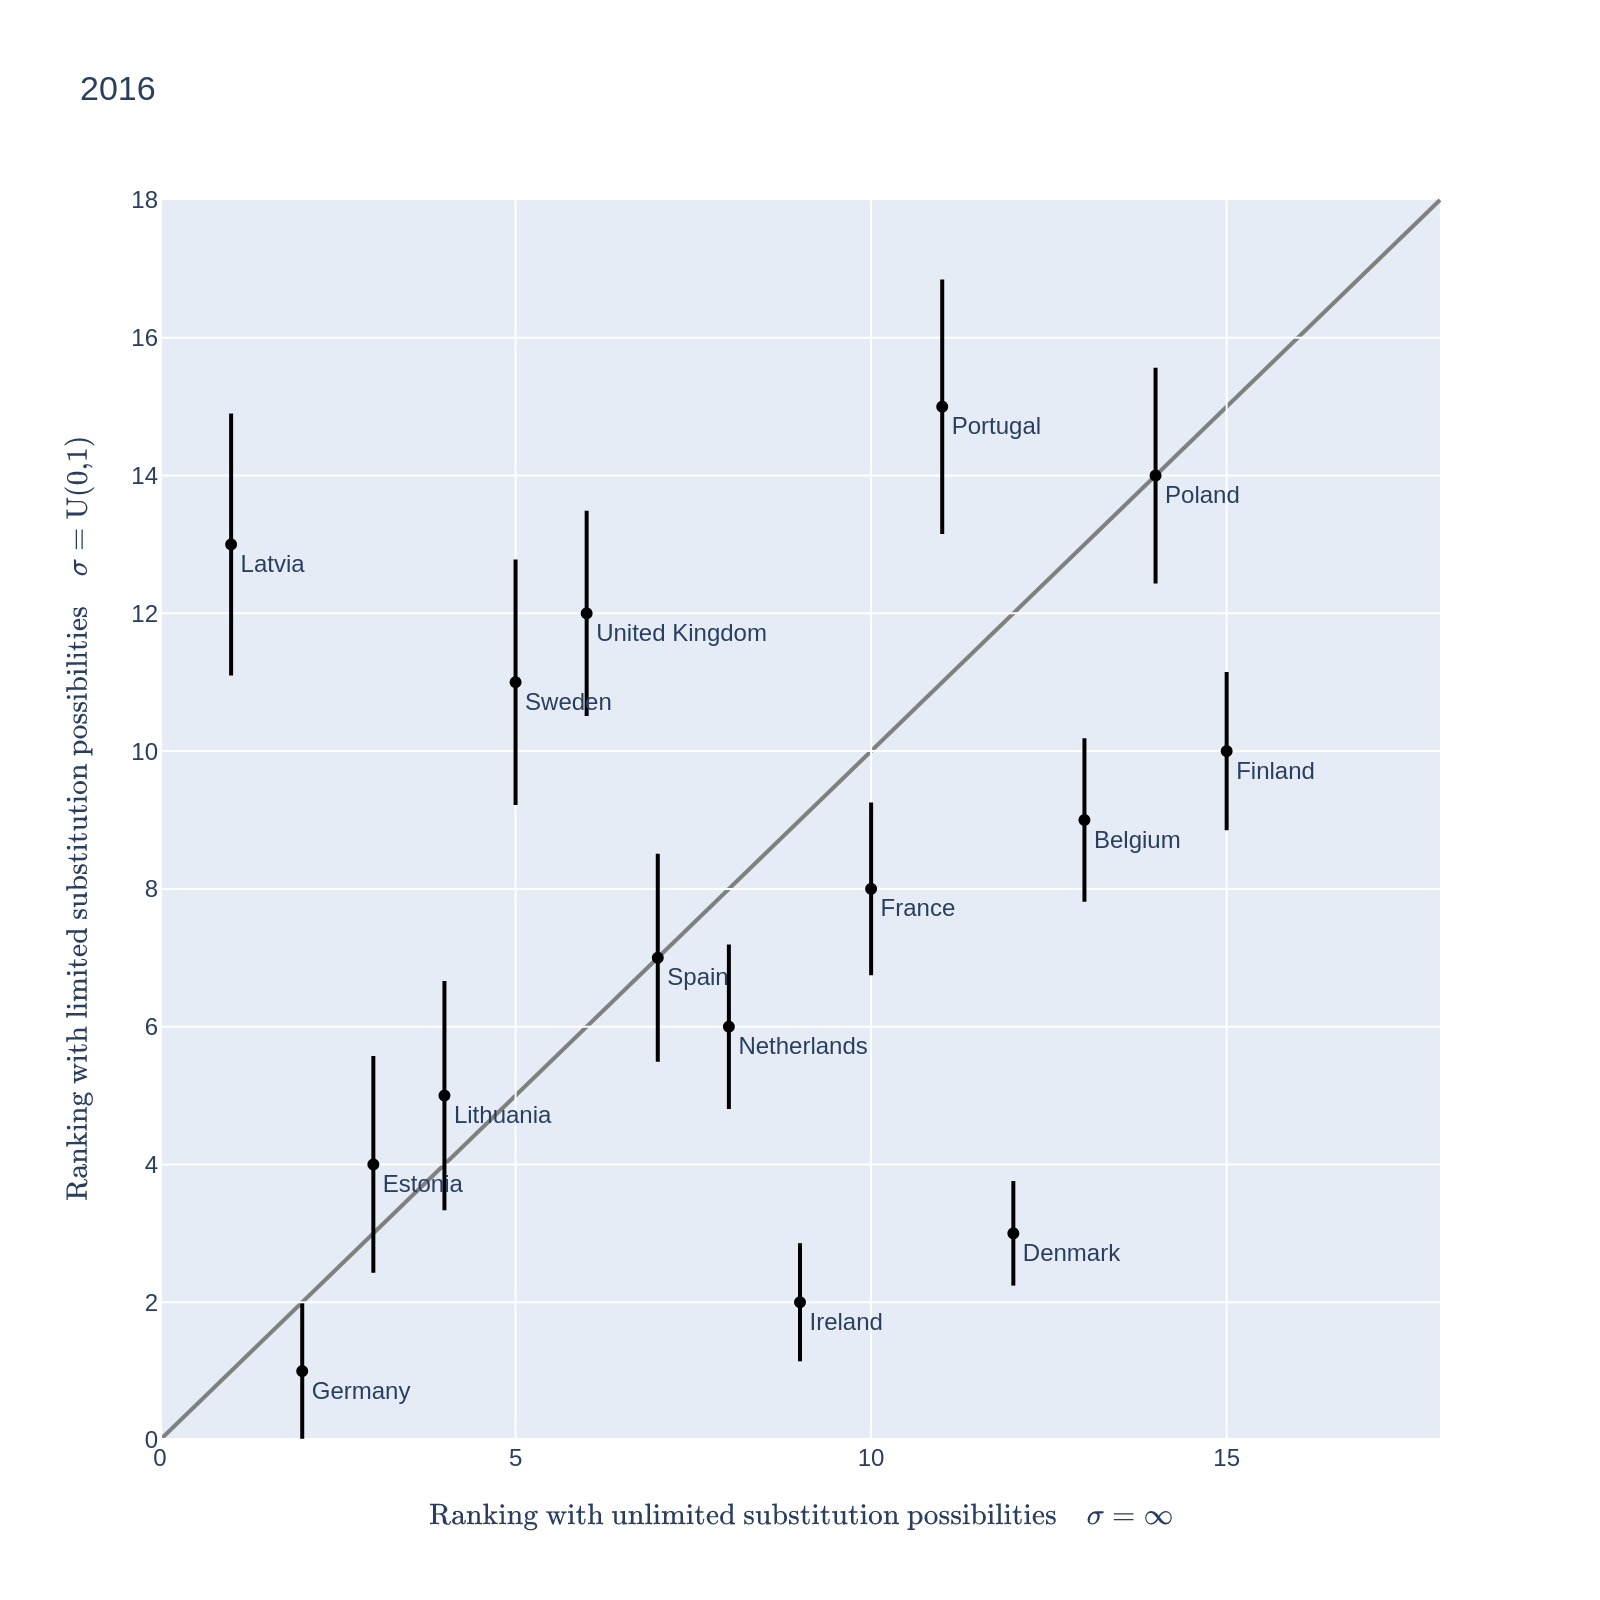 2016
18
16
14
12
10
8
6
4
2
0
Ranking with limited substitution possibilities σ = U(0,1)
Portugal
Poland
Latvia
United Kingdom
Sweden
Finland
Belgium
France
Spain
Netherlands
Lithuania
Estonia
Denmark
Ireland
Germany
0 5 10 15
Ranking with unlimited substitution possibilities σ = ∞